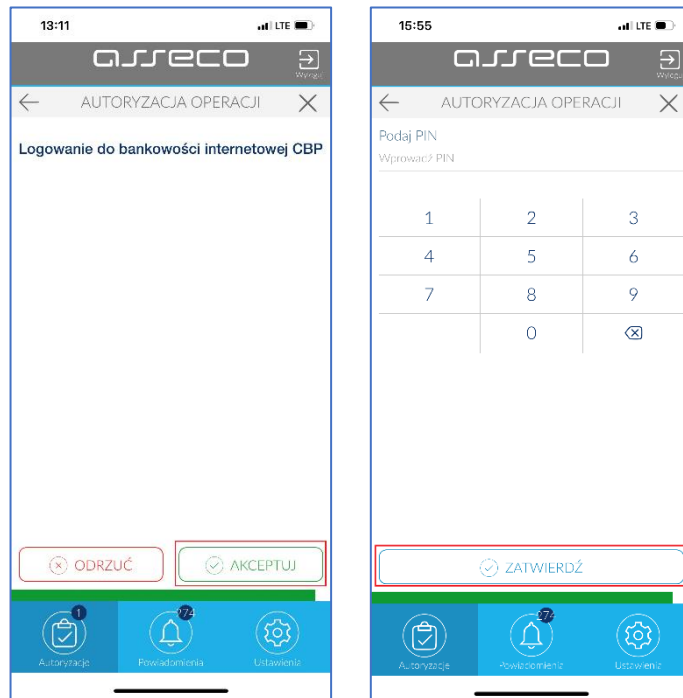 13:11
LTE
asseco
Wyloguj
AUTORYZACJA OPERACJI
Logowanie do bankowości internetowej CBP
ODRZUĆ
AKCEPTUJ
1
274
Autoryzacje
Powiadomienia
Ustawienia
15:55
LTE
asseco
Wyloguj
AUTORYZACJA OPERACJI
Podaj PIN
Wprowadź PIN
1 2 3
4 5 6
7 8 9
0
ZATWIERDŹ
274
Autoryzacje
Powiadomienia
Ustawienia